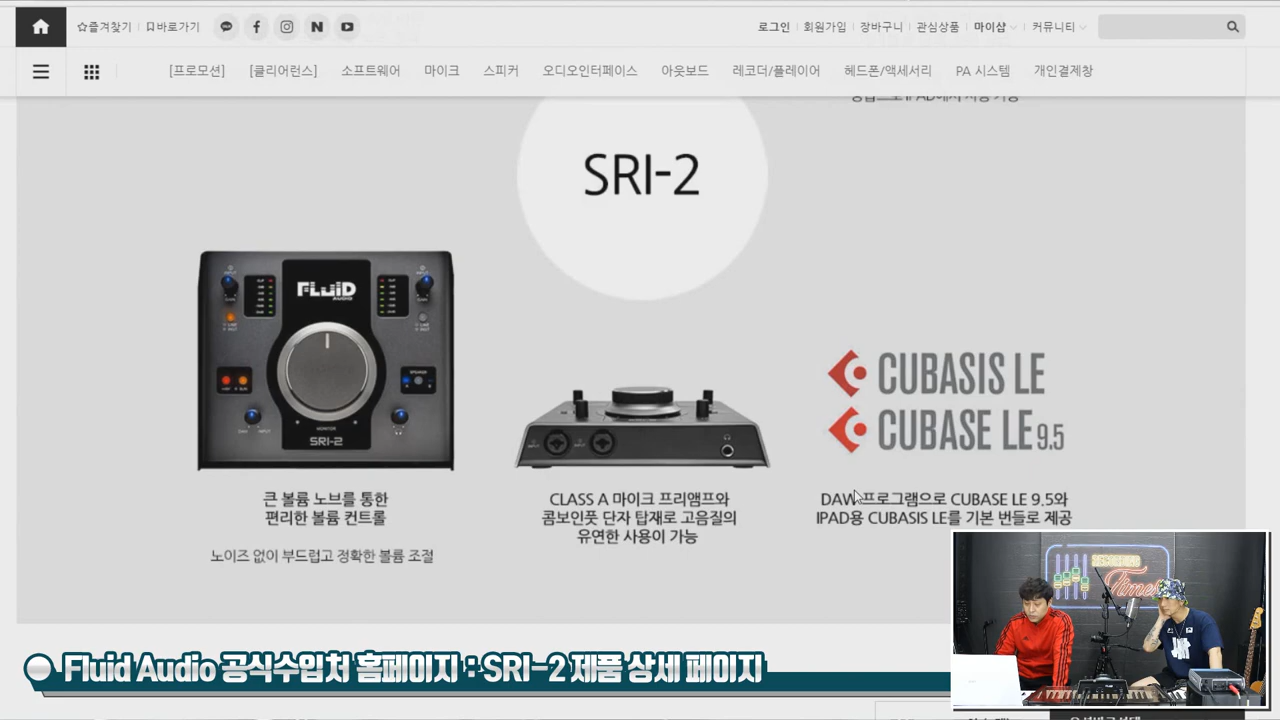 ☆즐겨찾기 바로가기 로그인 회원가입 장바구니 관심상품 마이샵 커뮤니티
[프로모션] [클리어런스] 소프트웨어 마이크 스피커 오디오인터페이스 아웃보드 레코더/플레이어 헤드폰/액세서리 PA 시스템 개인결제창
SRI-2
FLUID
AUDIO
MONITOR
SRI-2
큰 볼륨 노브를 통한
편리한 볼륨 컨트롤
노이즈 없이 부드럽고 정확한 볼륨 조절
CLASS A 마이크 프리앰프와
콤보인풋 단자 탑재로 고음질의
유연한 사용이 가능
CUBASIS LE
CUBASE LE 9.5
DAW 프로그램으로 CUBASE LE 9.5와
IPAD용 CUBASIS LE를 기본 번들로 제공
RECORDING
Times
Fluid Audio 공식수입처 홈페이지 : SRI-2 제품 상세 페이지